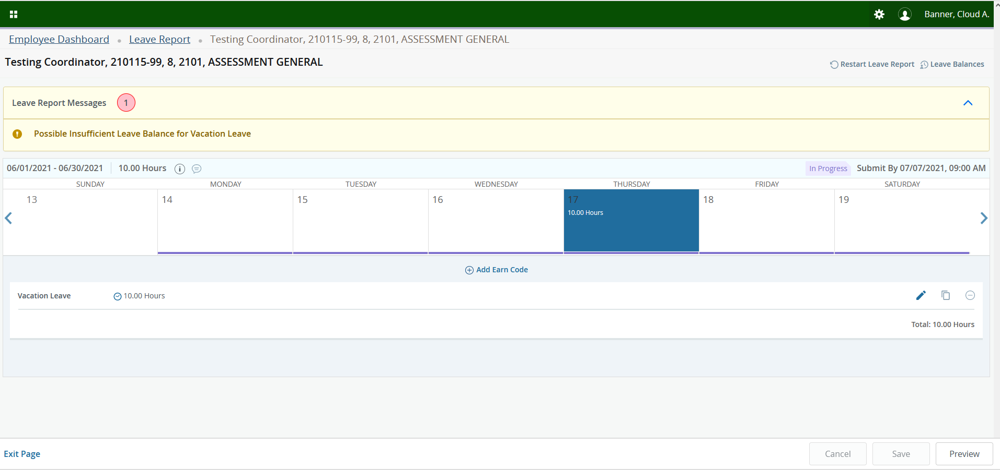 Banner, Cloud A.
Employee Dashboard • Leave Report • Testing Coordinator, 210115-99, 8, 2101, ASSESSMENT GENERAL
Testing Coordinator, 210115-99, 8, 2101, ASSESSMENT GENERAL
Restart Leave Report Leave Balances
Leave Report Messages 1
Possible Insufficient Leave Balance for Vacation Leave
06/01/2021 - 06/30/2021 10.00 Hours In Progress Submit By 07/07/2021, 09:00 AM
SUNDAY MONDAY TUESDAY WEDNESDAY THURSDAY FRIDAY SATURDAY
13 14 15 16 17 18 19
10.00 Hours
Add Earn Code
Vacation Leave 10.00 Hours
Total: 10.00 Hours
Exit Page Cancel Save Preview